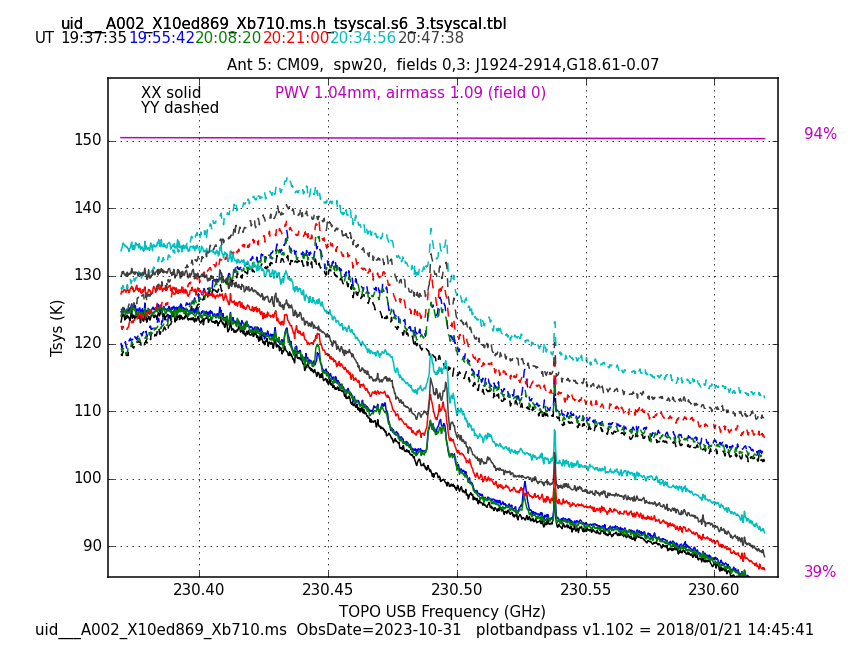 uid___A002_X10ed869_Xb710.ms.h_tsyscal.s6_3.tsyscal.tbl
UT 19:37:35 19:55:42 20:08:20 20:21:00 20:34:56 20:47:38
Ant 5: CM09,  spw20,  fields 0,3: J1924-2914,G18.61-0.07
XX solid PWV 1.04mm, airmass 1.09 (field 0)
YY dashed
94%
150
140
130
120
110
100
90
Tsys (K)
39%
230.40 230.45 230.50 230.55 230.60
TOPO USB Frequency (GHz)
uid___A002_X10ed869_Xb710.ms  ObsDate=2023-10-31   plotbandpass v1.102 = 2018/01/21 14:45:41